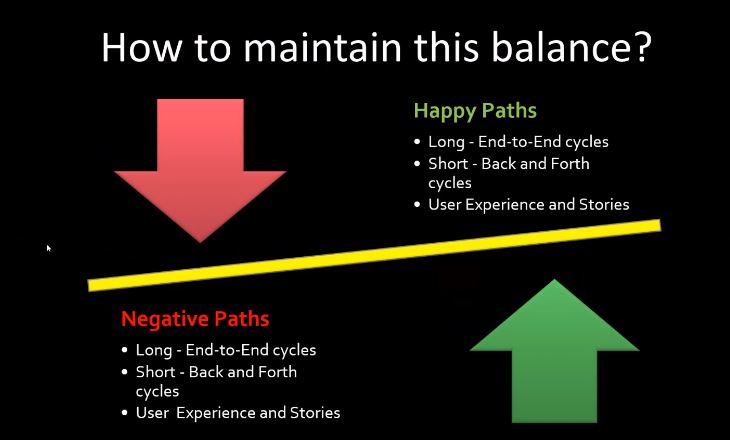 How to maintain this balance?
Happy Paths
• Long - End-to-End cycles
• Short - Back and Forth
cycles
• User Experience and Stories
Negative Paths
• Long - End-to-End cycles
• Short - Back and Forth
cycles
• User Experience and Stories